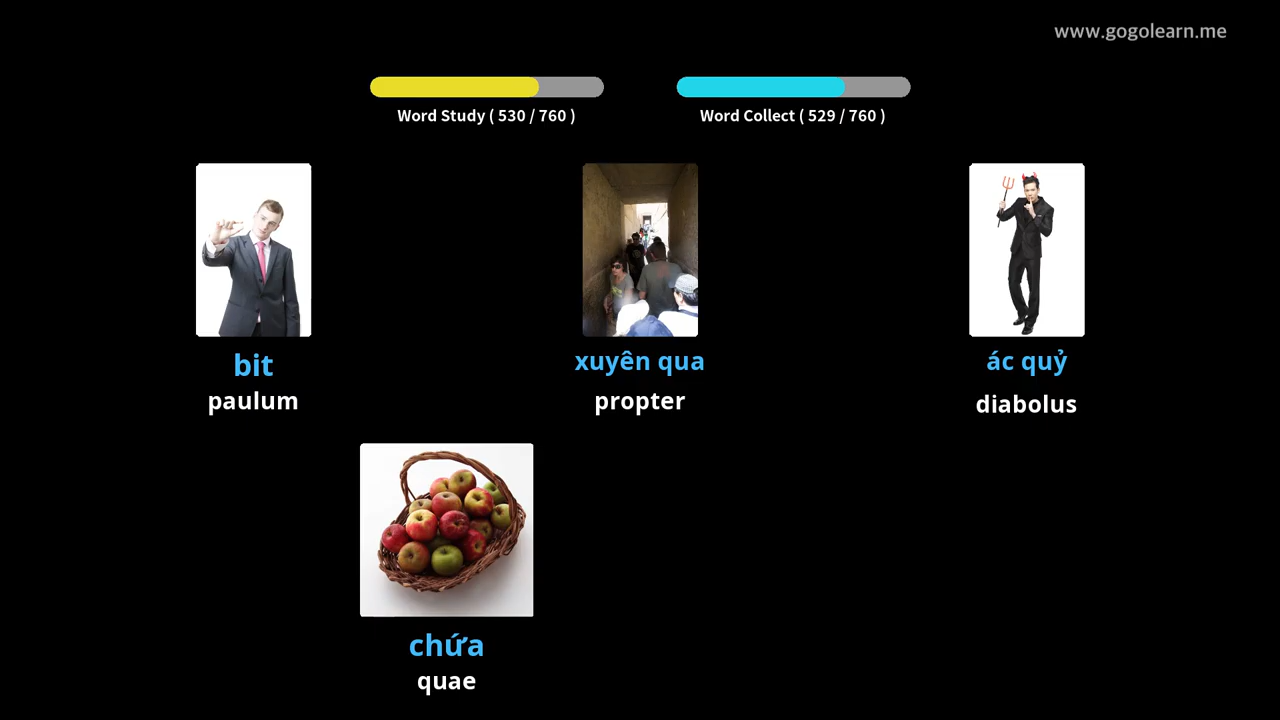 www.gogolearn.me
Word Study ( 530 / 760 )
Word Collect ( 529 / 760 )
bit
paulum
xuyên qua
propter
ác quỷ
diabolus
chứa
quae